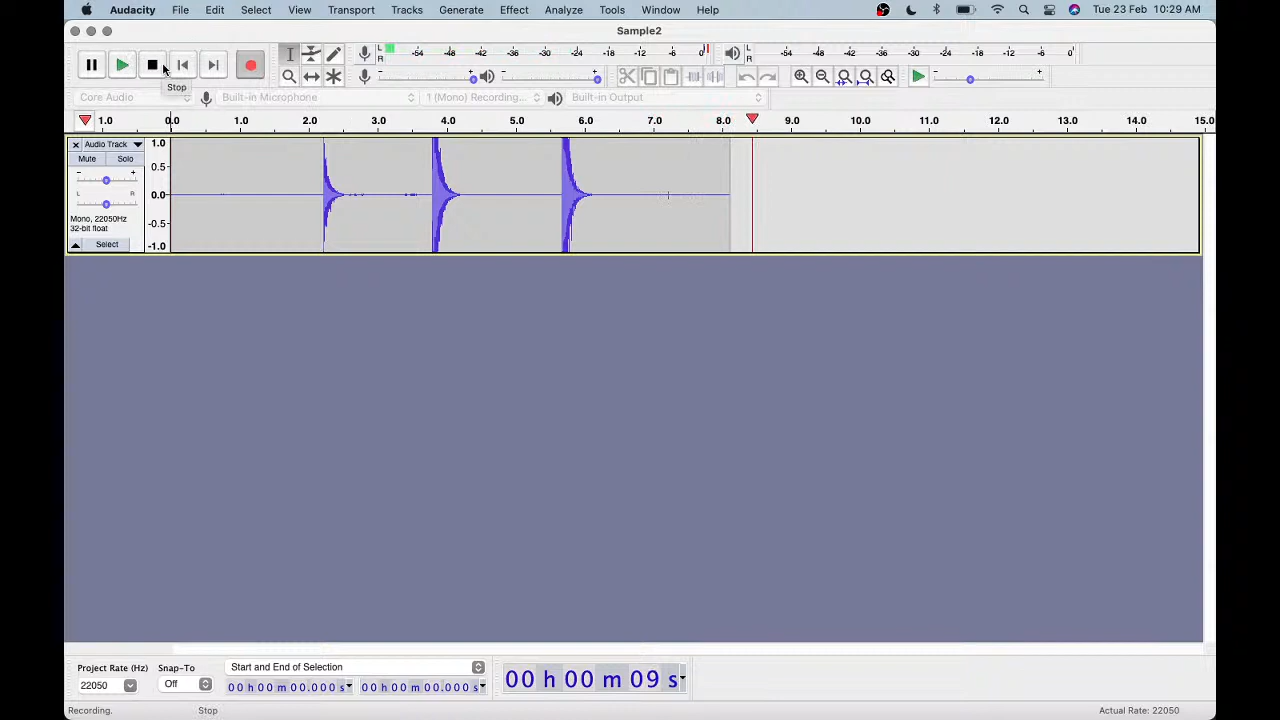 Audacity File Edit Select View Transport Tracks Generate Effect Analyze Tools Window Help Tue 23 Feb 10:29 AM
Sample2
L R -54 -48 -42 -36 -30 -24 -18 -12 -6 0 L R -54 -48 -42 -36 -30 -24 -18 -12 -6 0
- + - + - +
Stop
Core Audio Built-in Microphone 1 (Mono) Recording... Built-in Output
1.0 0.0 1.0 2.0 3.0 4.0 5.0 6.0 7.0 8.0 9.0 10.0 11.0 12.0 13.0 14.0 15.0
Audio Track 1.0
Mute Solo
0.5
- +
L R 0.0
Mono, 22050Hz
32-bit float -0.5
Select -1.0
Project Rate (Hz) Snap-To Start and End of Selection
22050 Off 00 h 00 m 00.000 s 00 h 00 m 00.000 s 00 h 00 m 09 s
Recording. Stop Actual Rate: 22050